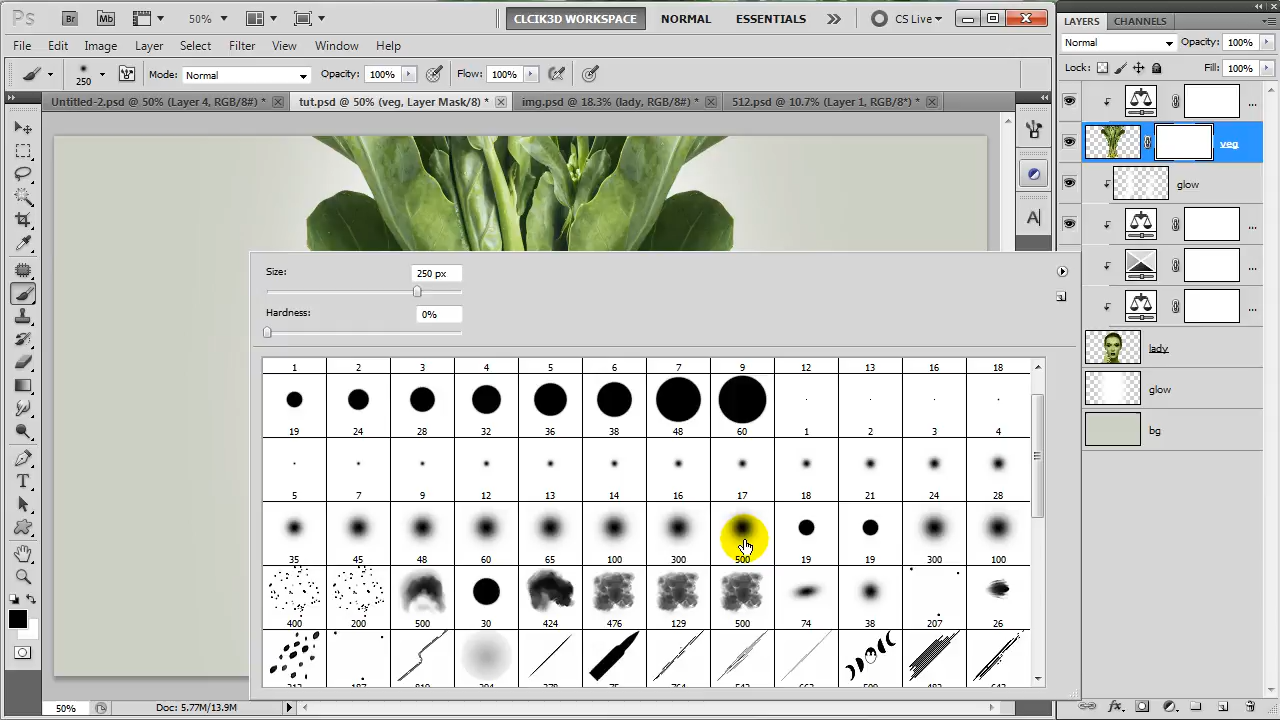 Ps Br Mb 50% CLCIK3D WORKSPACE NORMAL ESSENTIALS CS Live
File Edit Image Layer Select Filter View Window Help
250 Mode: Normal Opacity: 100% Flow: 100%
Untitled-2.psd @ 50% (Layer 4, RGB/8#) * tut.psd @ 50% (veg, Layer Mask/8) * img.psd @ 18.3% (lady, RGB/8#) * 512.psd @ 10.7% (Layer 1, RGB/8*) *
Size: 250 px
Hardness: 0%
1 2 3 4 5 6 7 9 12 13 16 18
19 24 28 32 36 38 48 60 1 2 3 4
5 7 9 12 13 14 16 17 18 21 24 28
35 45 48 60 65 100 300 500 19 19 300 100
400 200 500 30 424 476 129 500 74 38 207 26
50% Doc: 5.77M/13.9M
LAYERS CHANNELS
Normal Opacity: 100%
Lock: Fill: 100%
...
veg
glow
...
...
...
lady
glow
bg
fx